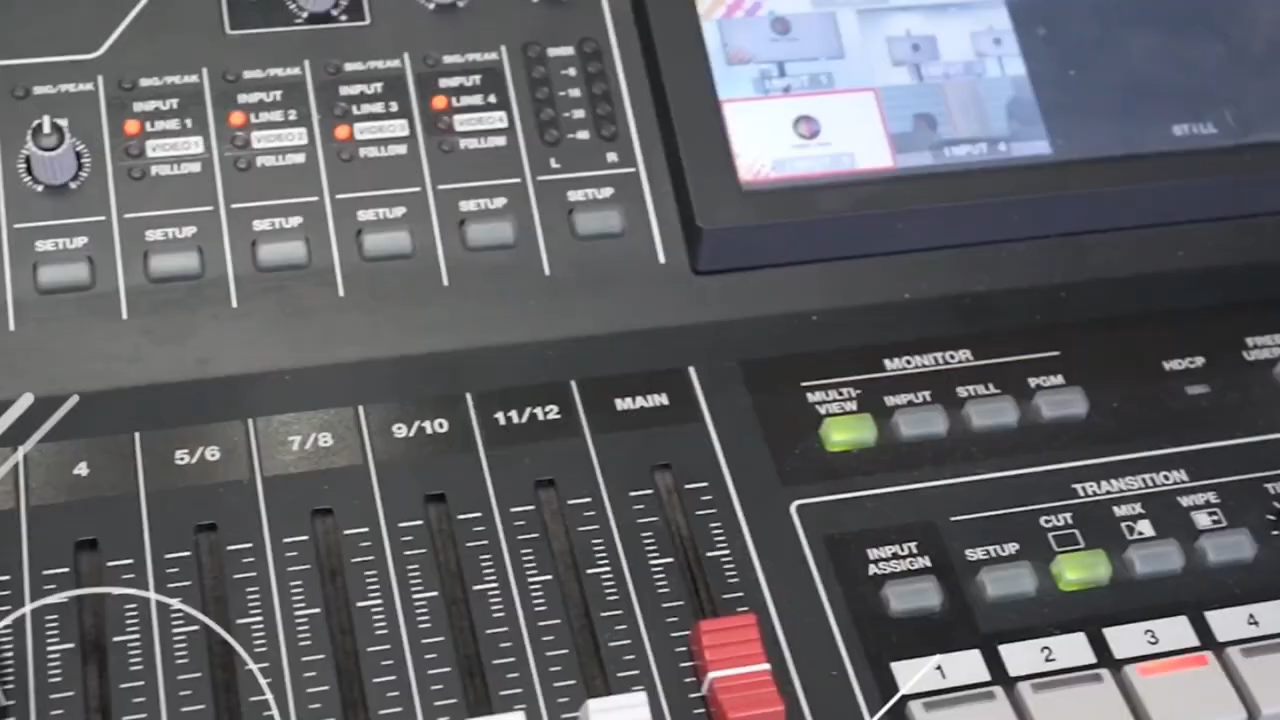 SIG/PEAK
SETUP
SIG/PEAK
INPUT
LINE 1
VIDEO 1
FOLLOW
SETUP
SIG/PEAK
INPUT
LINE 2
VIDEO 2
FOLLOW
SETUP
SIG/PEAK
INPUT
LINE 3
VIDEO 3
FOLLOW
SETUP
SIG/PEAK
INPUT
LINE 4
VIDEO 4
FOLLOW
SETUP
L R
SETUP
INPUT 4
STILL
4
5/6
7/8
9/10
11/12
MAIN
MONITOR
MULTI-
VIEW
INPUT
STILL
PGM
HDCP
TRANSITION
INPUT
ASSIGN
SETUP
CUT
MIX
WIPE
1
2
3
4